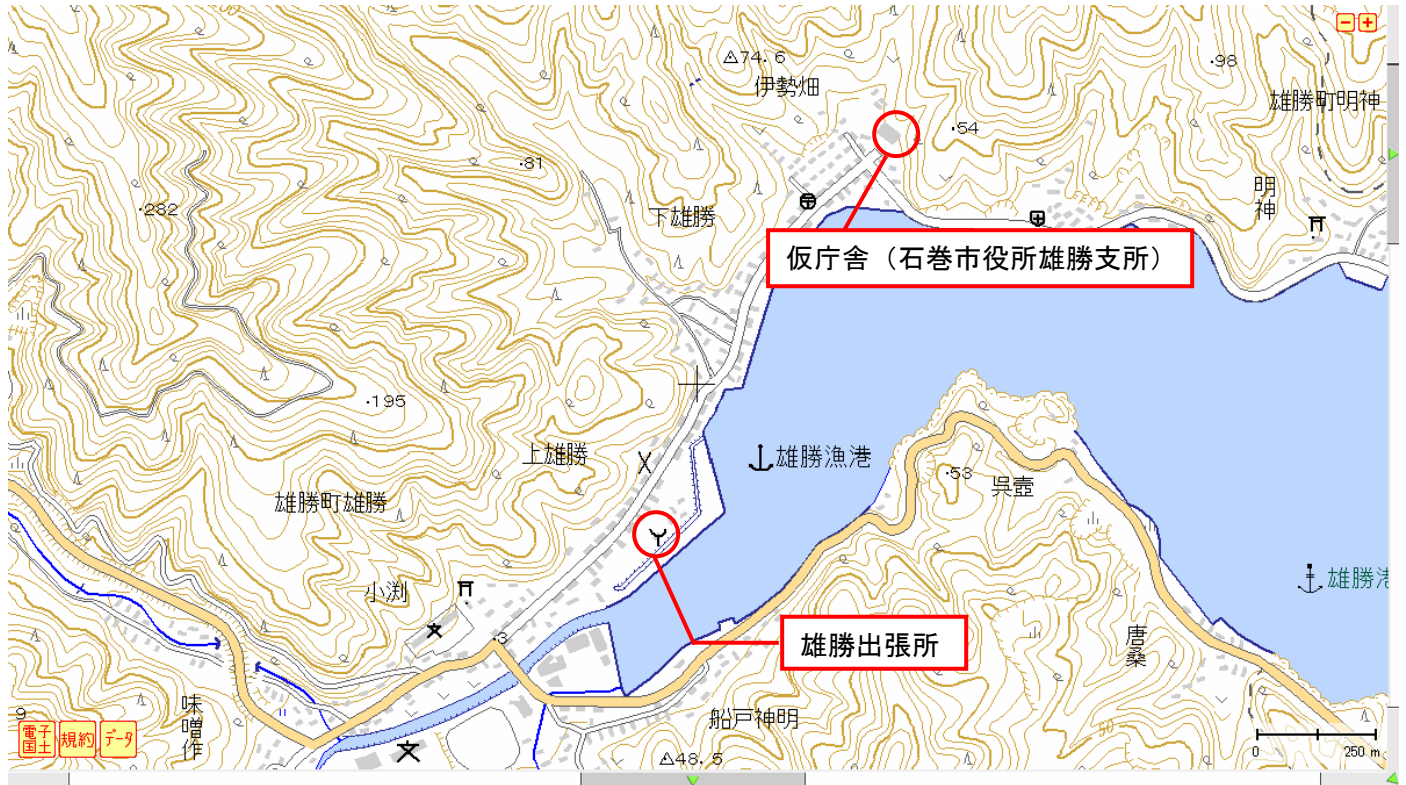 △74.6
伊勢畑
・98
雄勝町明神
・54
・81
明神
・282
下雄勝
仮庁舎（石巻市役所雄勝支所）
・195
上雄勝
雄勝漁港
・53
呉壺
雄勝町雄勝
小渕
雄勝港
・3
雄勝出張所
唐桑
味噌作
船戸神明
9
電子国土
規約
データ
50
△48.5
0
250 m